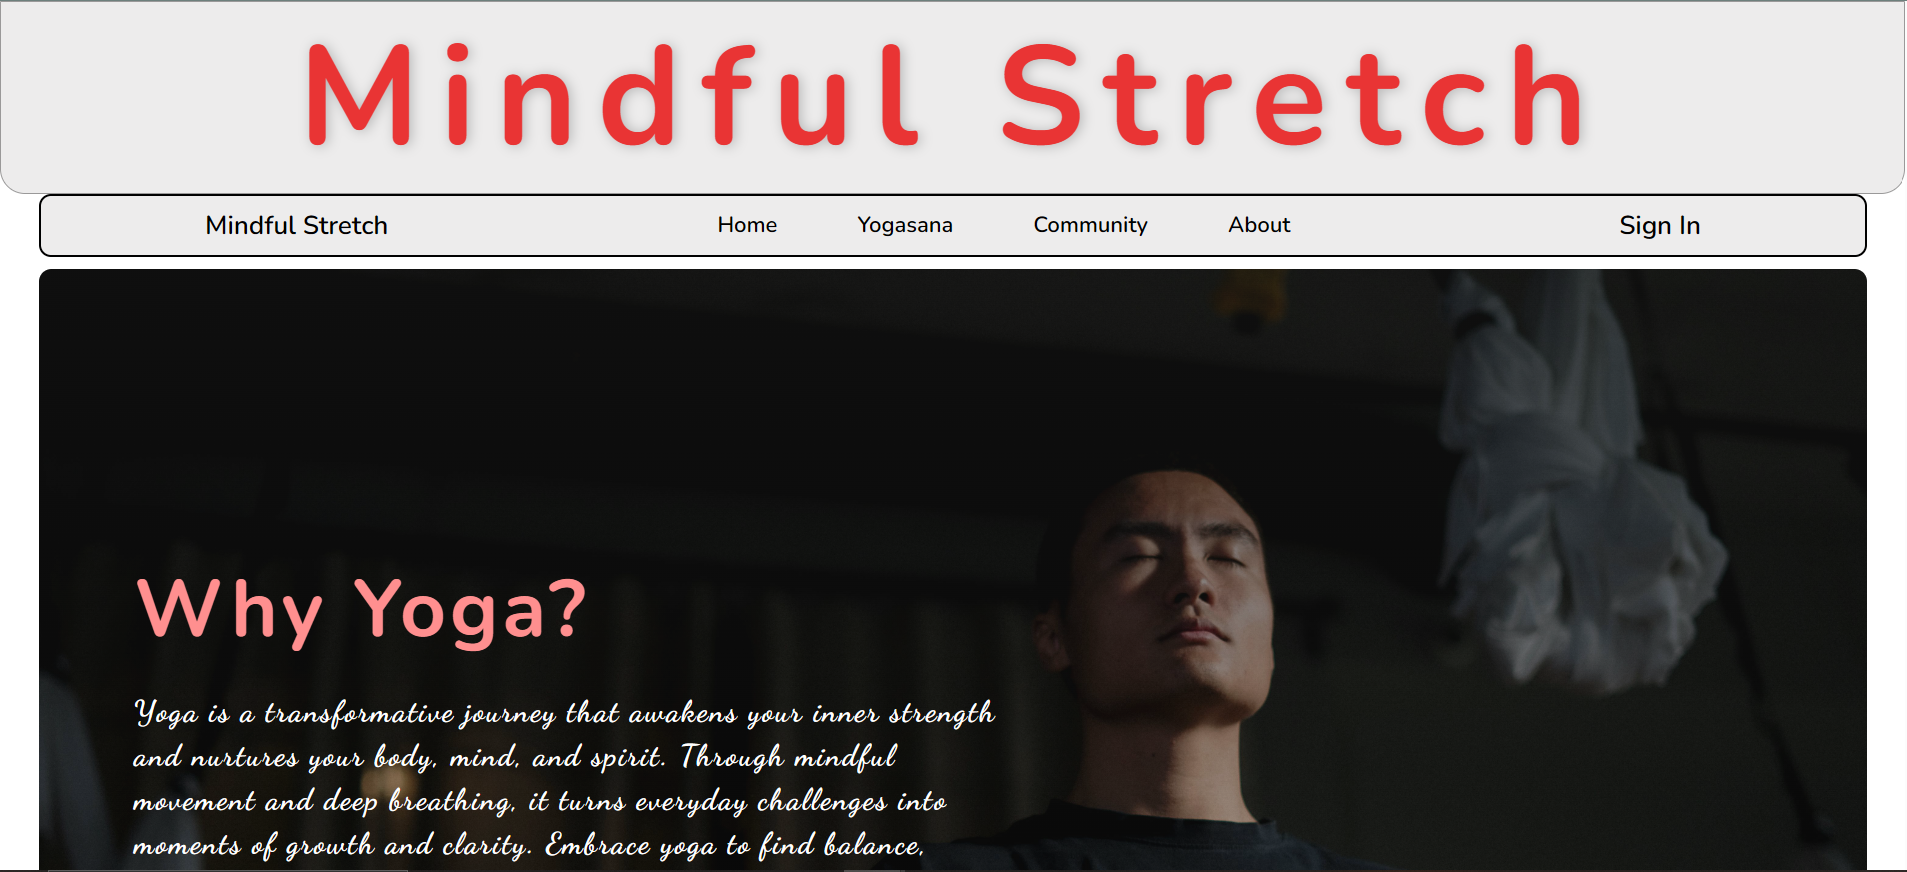 Mindful Stretch
Mindful Stretch Home Yogasana Community About Sign In
Why Yoga?
Yoga is a transformative journey that awakens your inner strength
and nurtures your body, mind, and spirit. Through mindful
movement and deep breathing, it turns everyday challenges into
moments of growth and clarity. Embrace yoga to find balance,